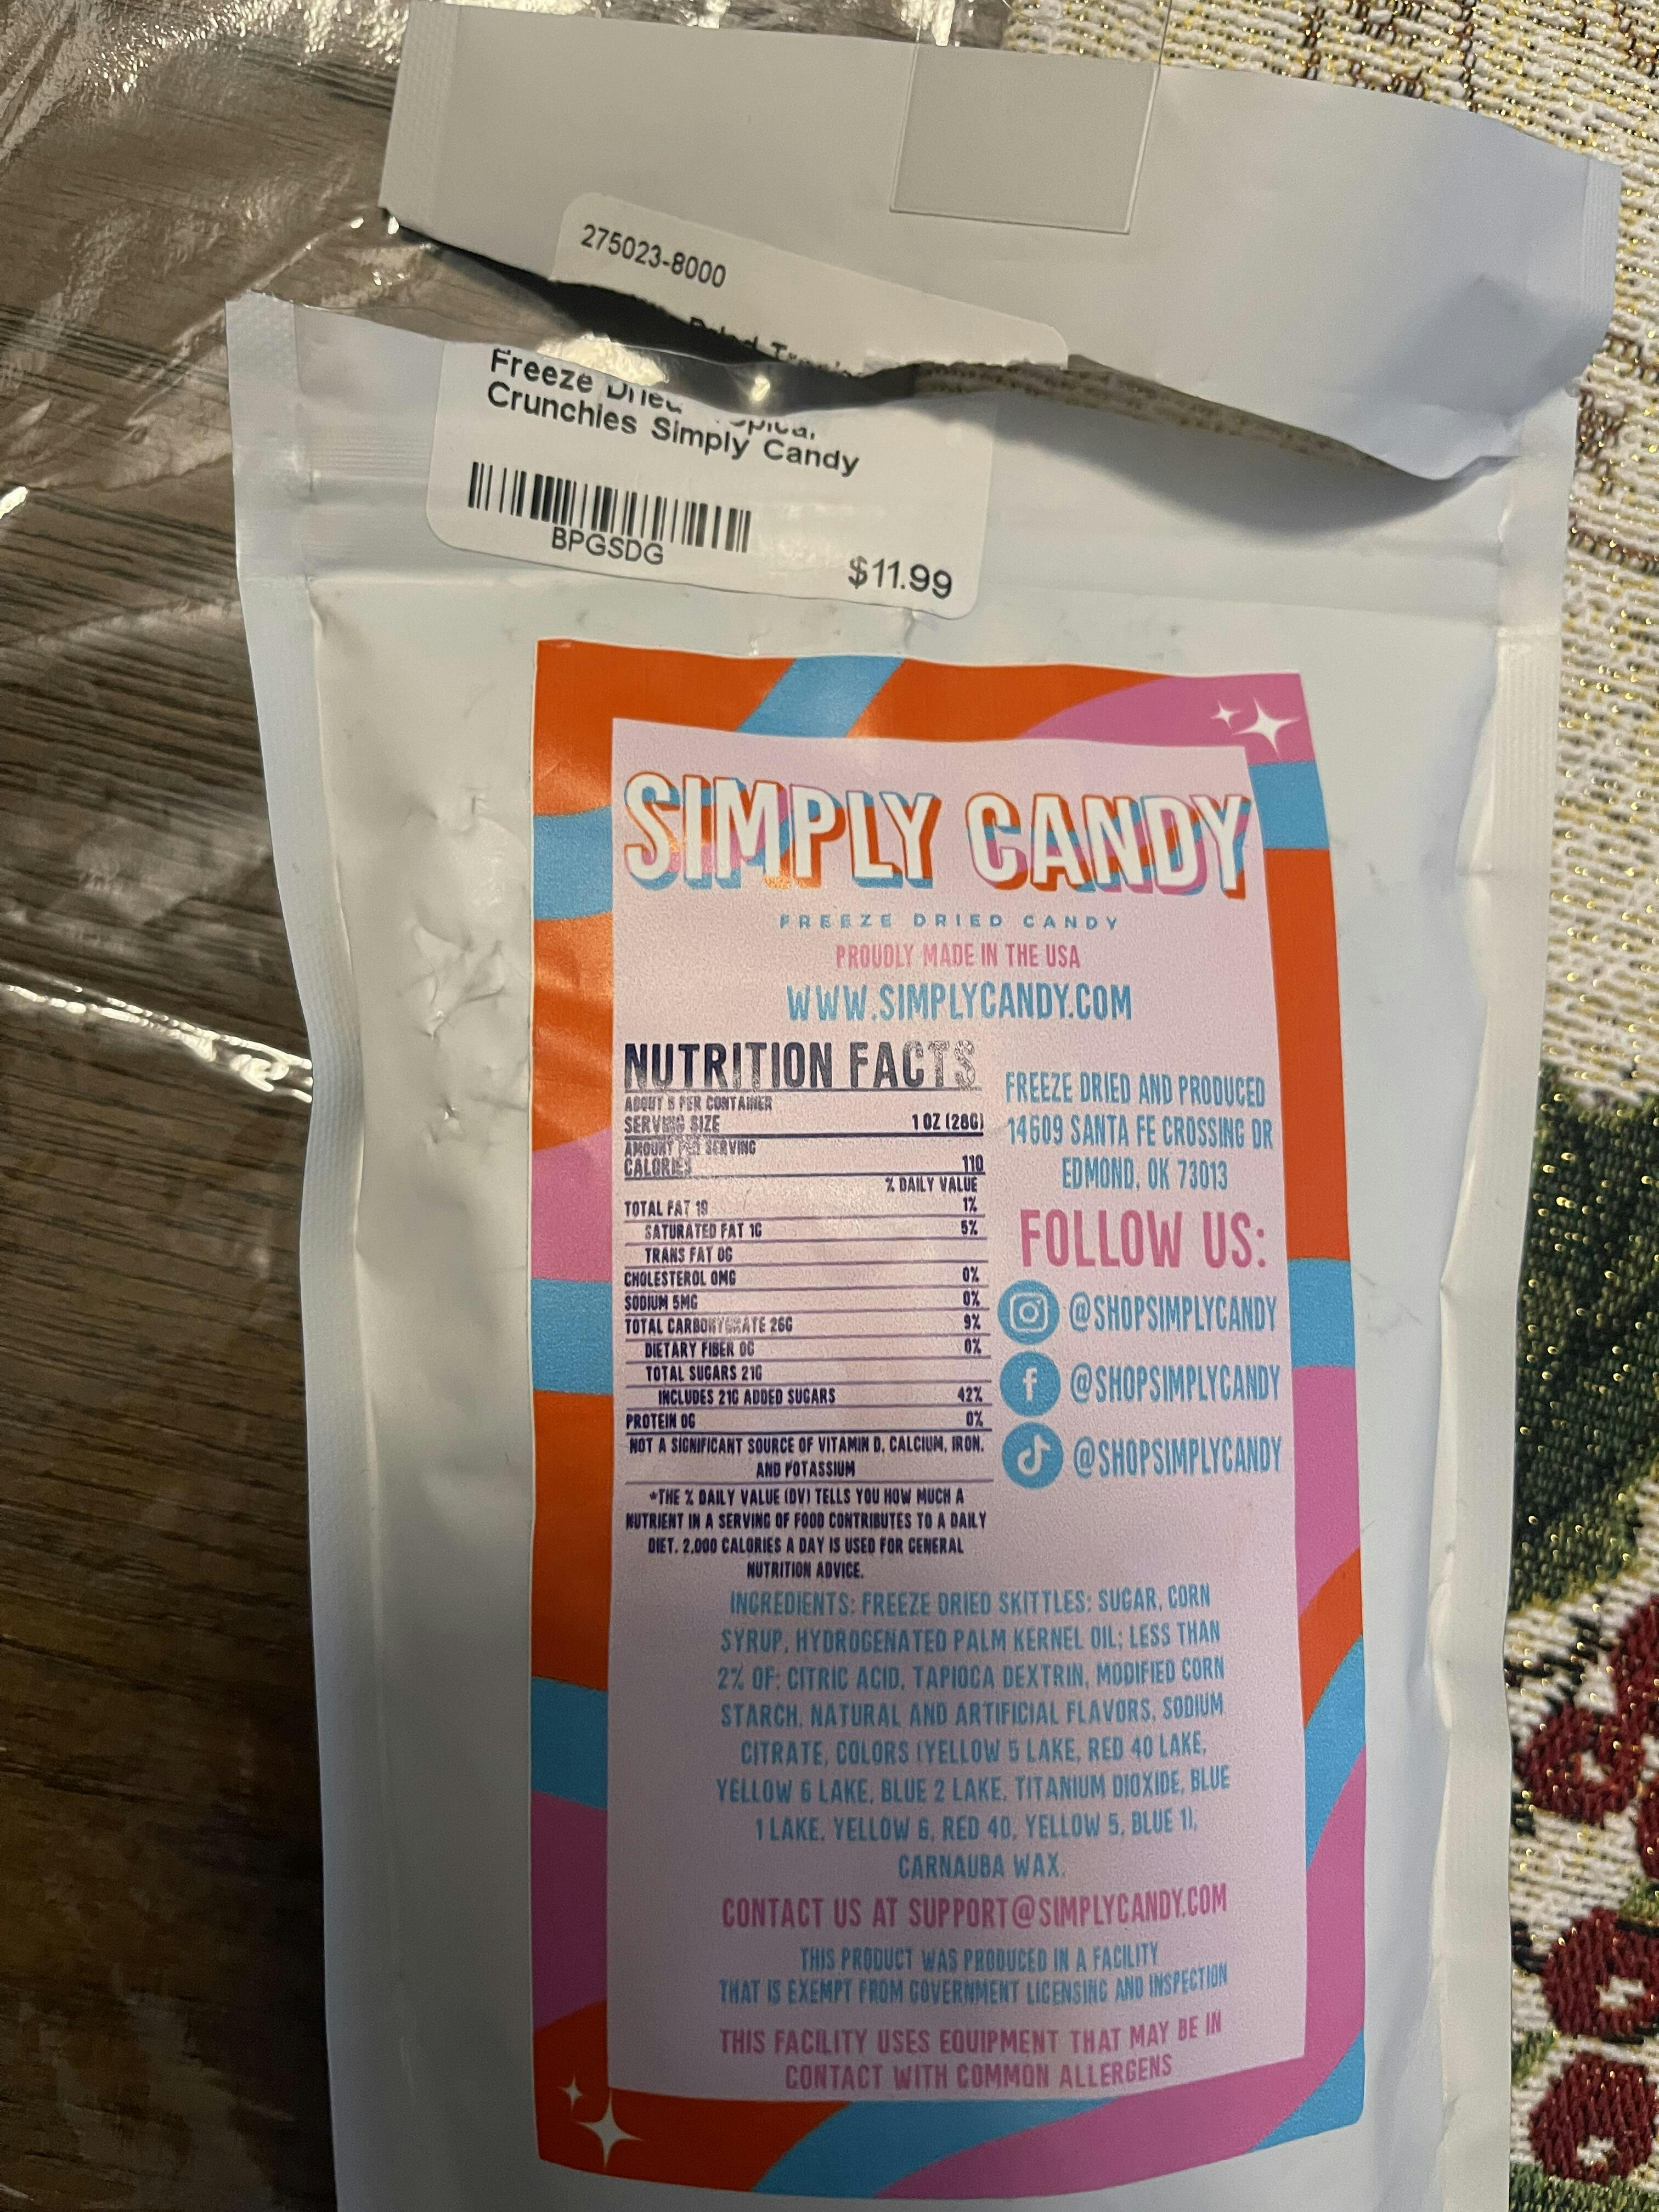 275023-8000
Freeze Dried
Crunchies Simply Candy
BPGSDG
$11.99
SIMPLY CANDY
FREEZE DRIED CANDY
PROUDLY MADE IN THE USA
WWW.SIMPLYCANDY.COM
NUTRITION FACTS
ABOUT 5 PER CONTAINER
SERVING SIZE 1 OZ (28G)
AMOUNT PER SERVING
CALORIES 110
% DAILY VALUE
TOTAL FAT 1G 1%
SATURATED FAT 1G 5%
TRANS FAT 0G
CHOLESTEROL 0MG 0%
SODIUM 5MG 0%
TOTAL CARBOHYDRATE 26G 9%
DIETARY FIBER 0G 0%
TOTAL SUGARS 21G
INCLUDES 21G ADDED SUGARS 42%
PROTEIN 0G 0%
NOT A SIGNIFICANT SOURCE OF VITAMIN D, CALCIUM, IRON,
AND POTASSIUM
*THE % DAILY VALUE (DV) TELLS YOU HOW MUCH A
NUTRIENT IN A SERVING OF FOOD CONTRIBUTES TO A DAILY
DIET. 2,000 CALORIES A DAY IS USED FOR GENERAL
NUTRITION ADVICE.
FREEZE DRIED AND PRODUCED
14609 SANTA FE CROSSING DR
EDMOND, OK 73013
FOLLOW US:
@SHOPSIMPLYCANDY
@SHOPSIMPLYCANDY
@SHOPSIMPLYCANDY
INGREDIENTS: FREEZE DRIED SKITTLES: SUGAR, CORN
SYRUP, HYDROGENATED PALM KERNEL OIL; LESS THAN
2% OF: CITRIC ACID, TAPIOCA DEXTRIN, MODIFIED CORN
STARCH, NATURAL AND ARTIFICIAL FLAVORS, SODIUM
CITRATE, COLORS (YELLOW 5 LAKE, RED 40 LAKE,
YELLOW 6 LAKE, BLUE 2 LAKE, TITANIUM DIOXIDE, BLUE
1 LAKE, YELLOW 6, RED 40, YELLOW 5, BLUE 1),
CARNAUBA WAX.
CONTACT US AT SUPPORT@SIMPLYCANDY.COM
THIS PRODUCT WAS PRODUCED IN A FACILITY
THAT IS EXEMPT FROM GOVERNMENT LICENSING AND INSPECTION
THIS FACILITY USES EQUIPMENT THAT MAY BE IN
CONTACT WITH COMMON ALLERGENS